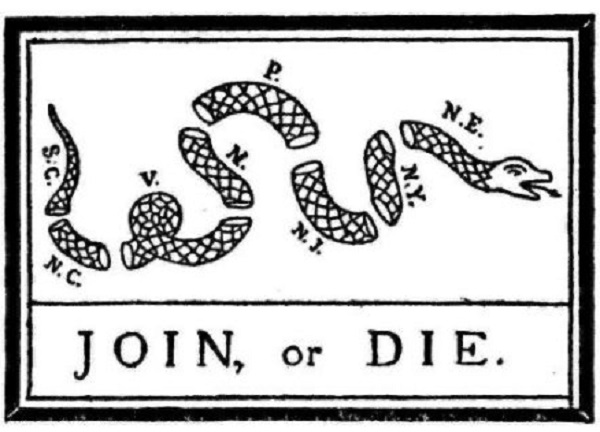 P.
N.E.
S.C.
M.
V.
N.Y.
N.J.
N.C.
JOIN, or DIE.